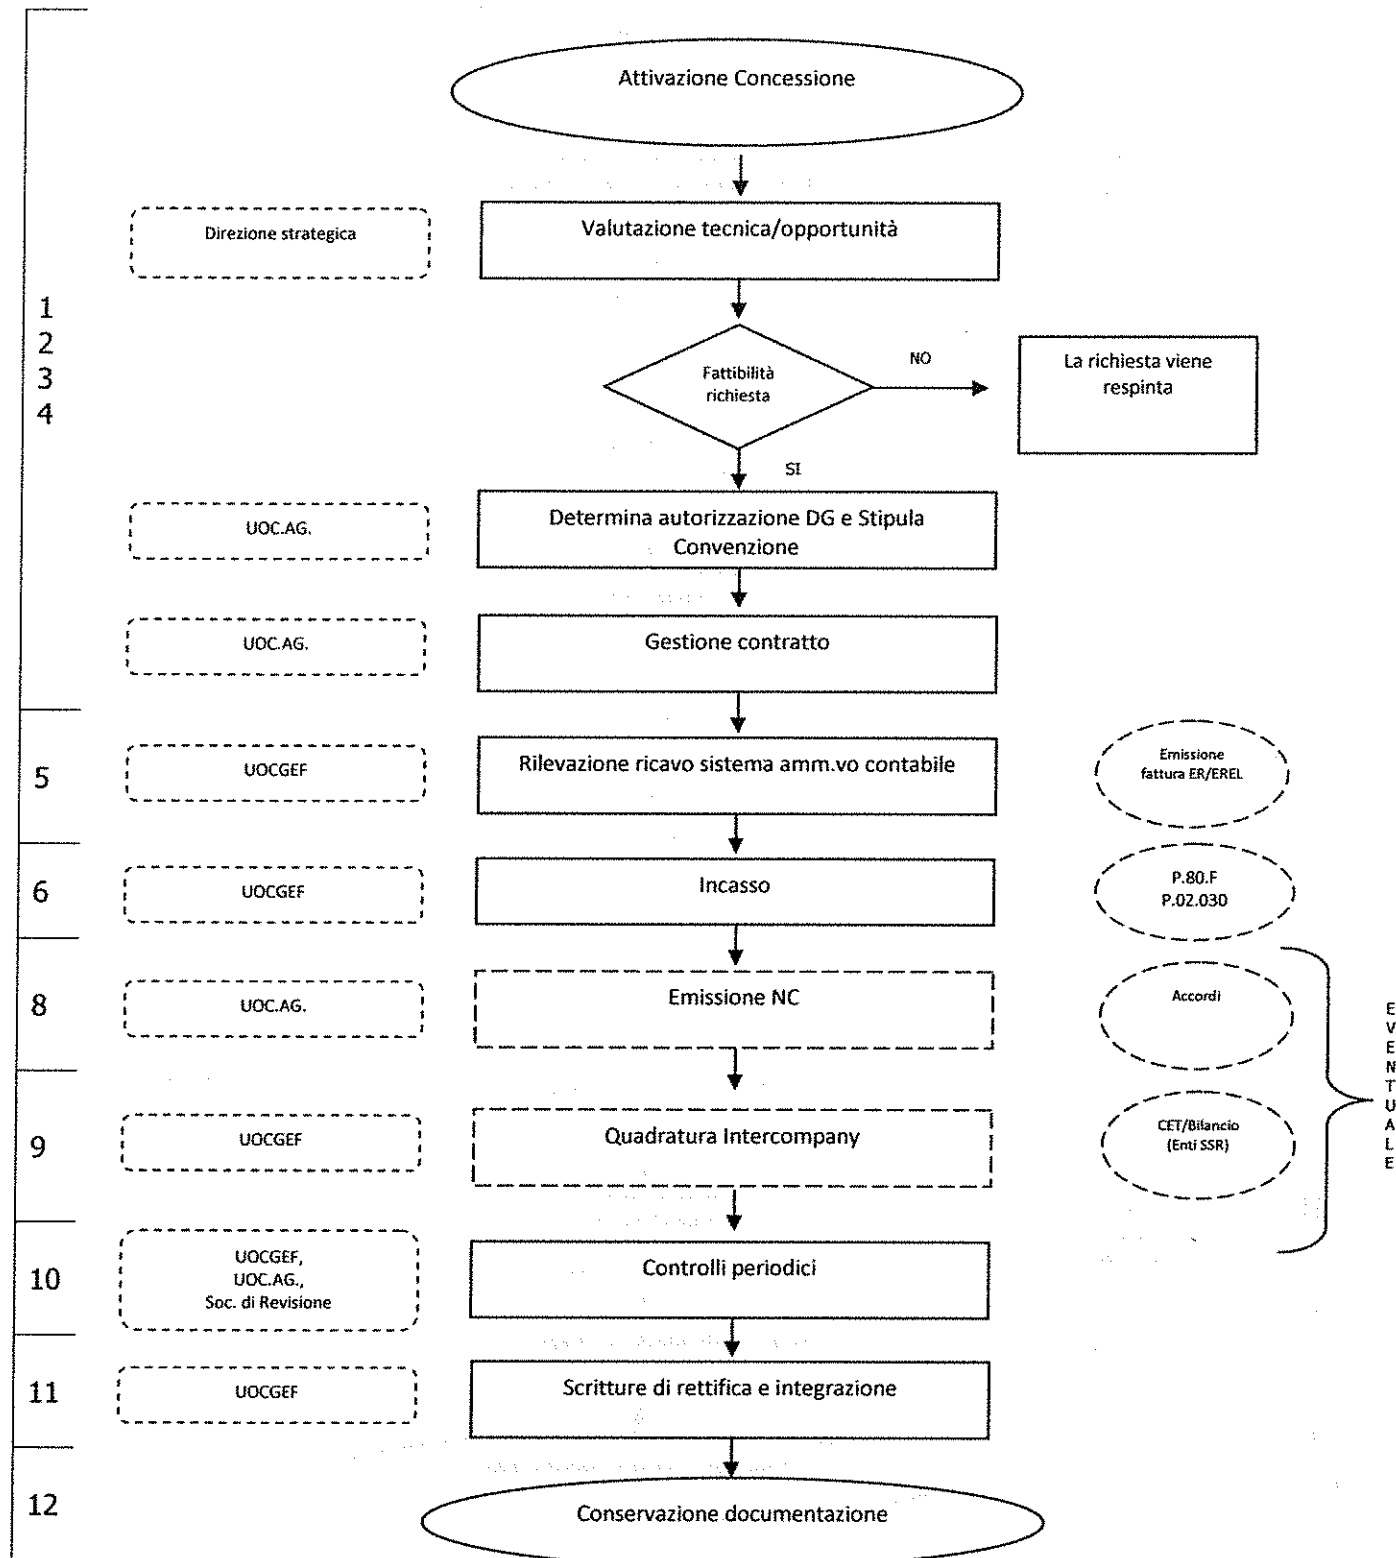 Attivazione Concessione
Direzione strategica
Valutazione tecnica/opportunità
1
2
3
4
Fattibilità
richiesta
NO
La richiesta viene
respinta
SI
UOC.AG.
Determina autorizzazione DG e Stipula
Convenzione
UOC.AG.
Gestione contratto
5
UOCGEF
Rilevazione ricavo sistema amm.vo contabile
Emissione
fattura ER/EREL
6
UOCGEF
Incasso
P.80.F
P.02.030
8
UOC.AG.
Emissione NC
Accordi
EVENTUALE
9
UOCGEF
Quadratura Intercompany
CET/Bilancio
(Enti SSR)
10
UOCGEF,
UOC.AG.,
Soc. di Revisione
Controlli periodici
11
UOCGEF
Scritture di rettifica e integrazione
12
Conservazione documentazione